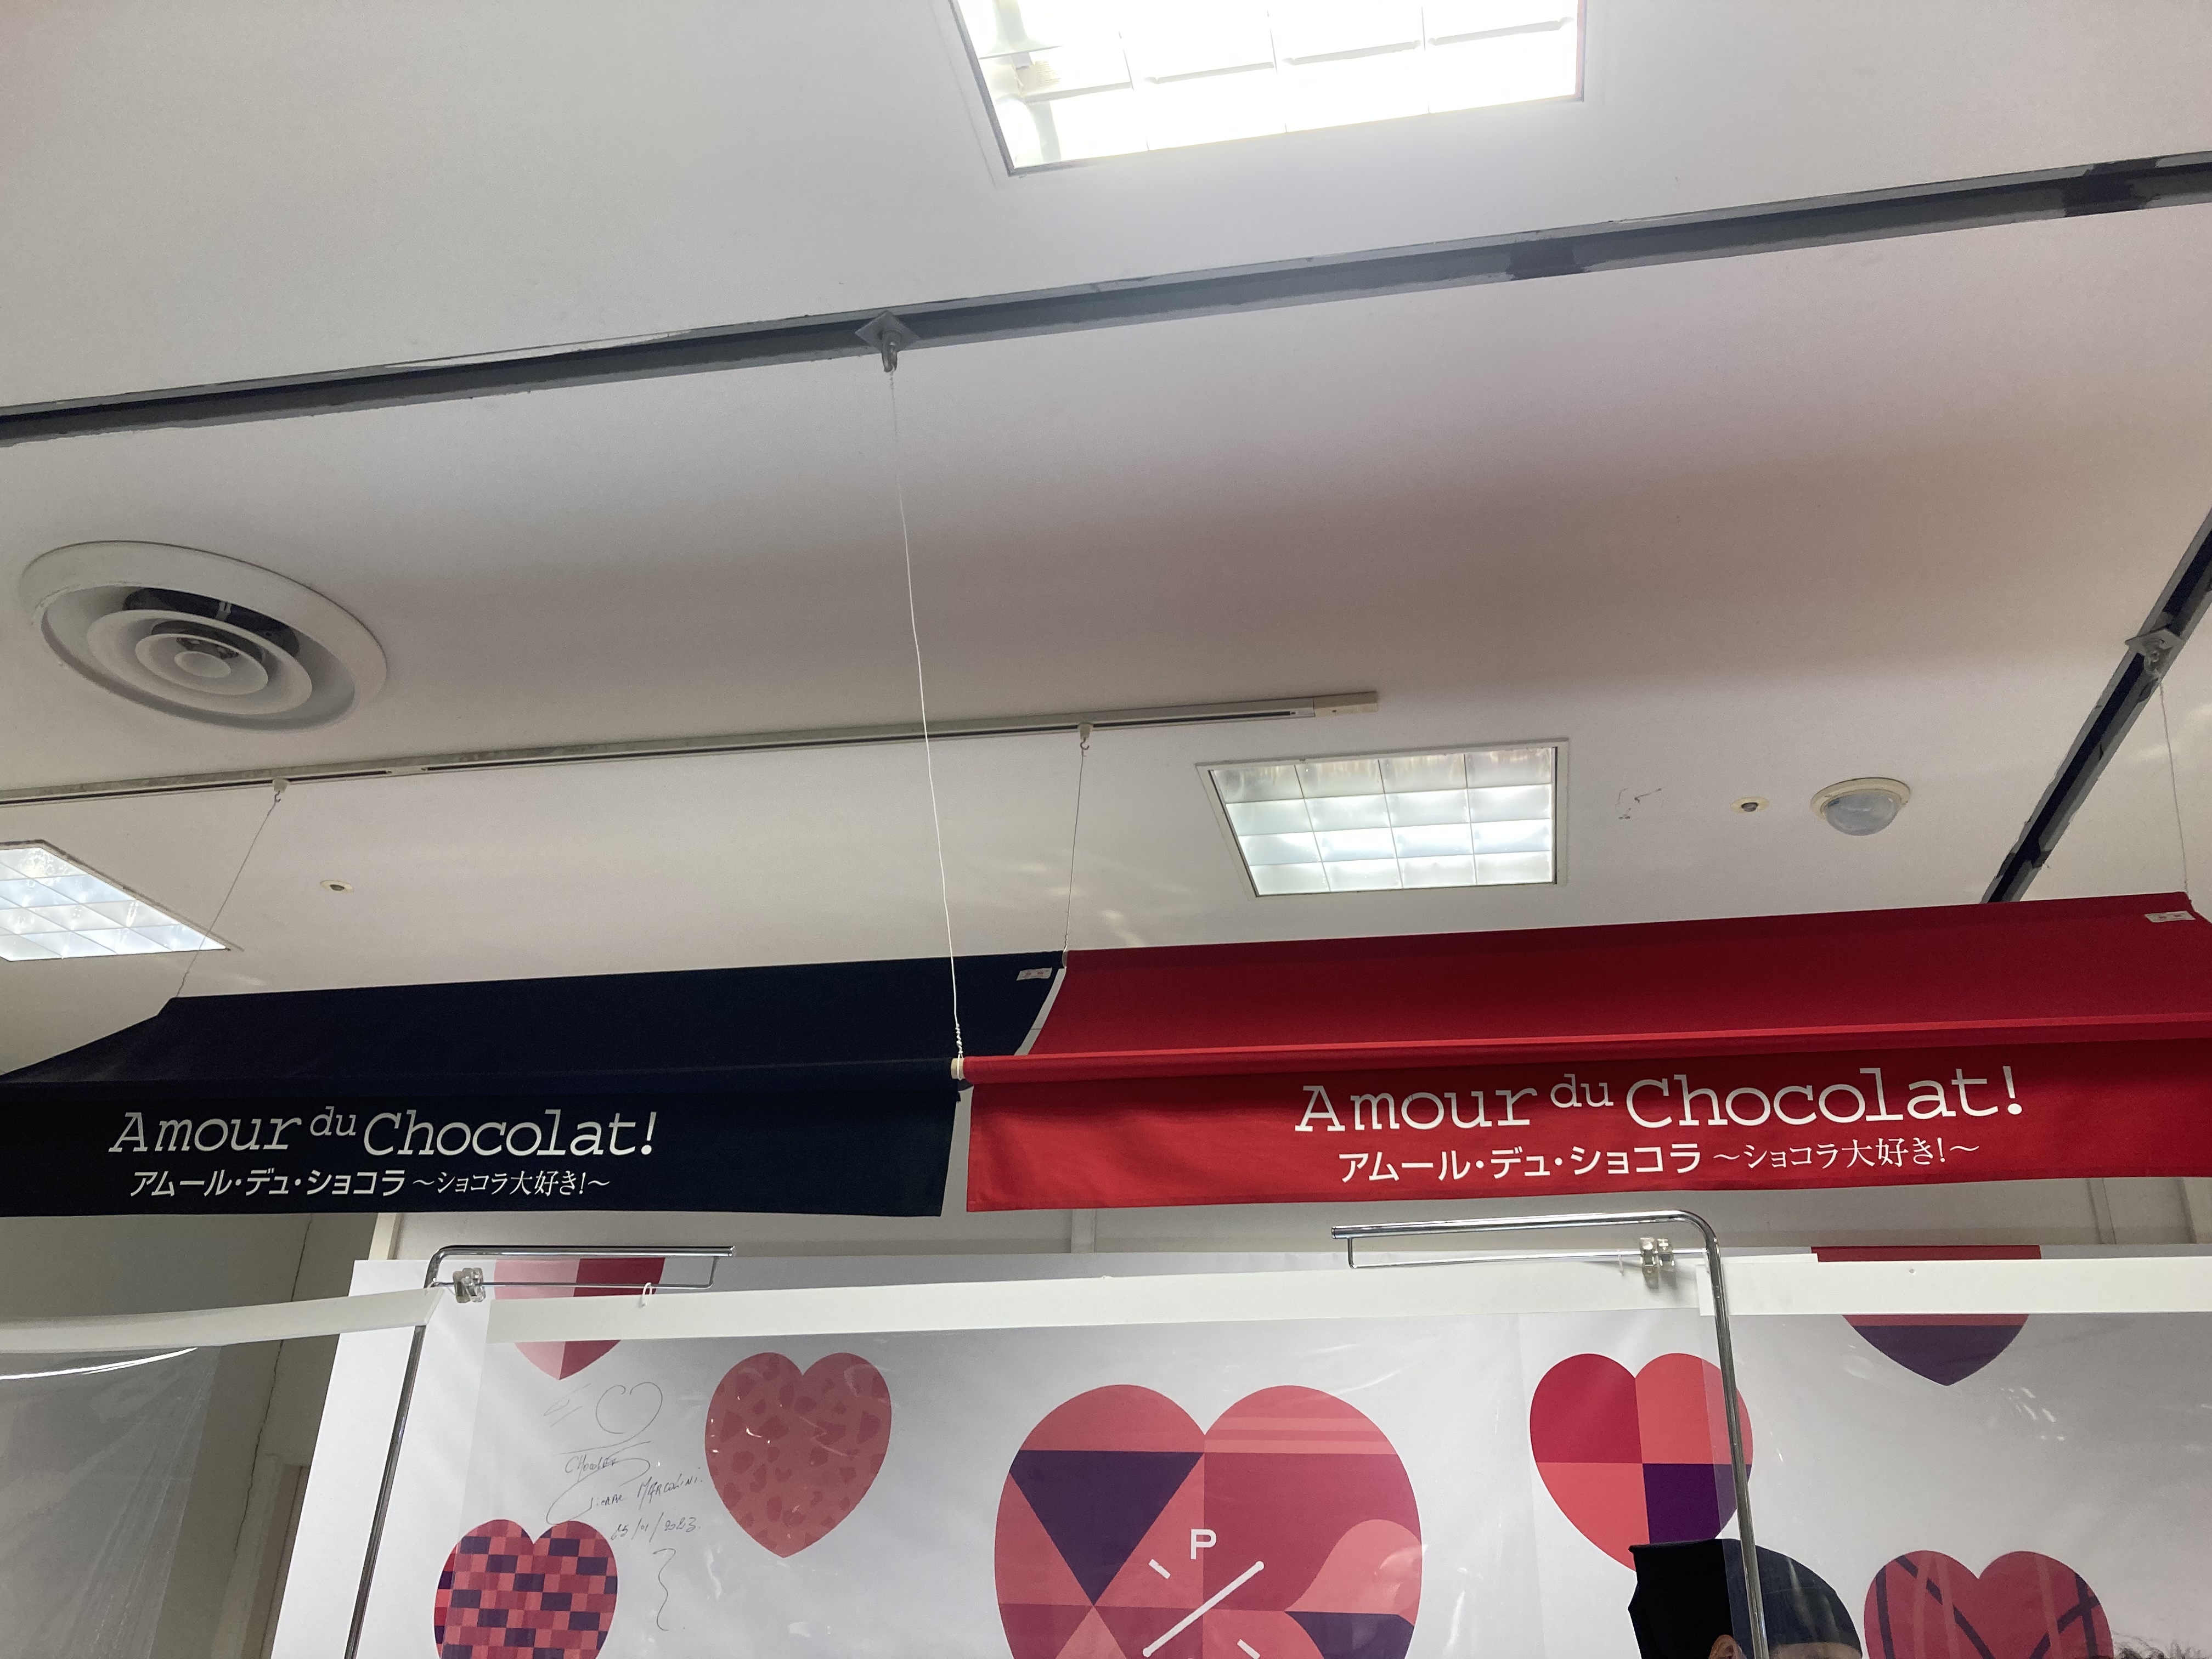 Amour du Chocolat!
アムール・デュ・ショコラ ～ショコラ大好き!～
Amour du Chocolat!
アムール・デュ・ショコラ ～ショコラ大好き!～
MARCOLINI.
P